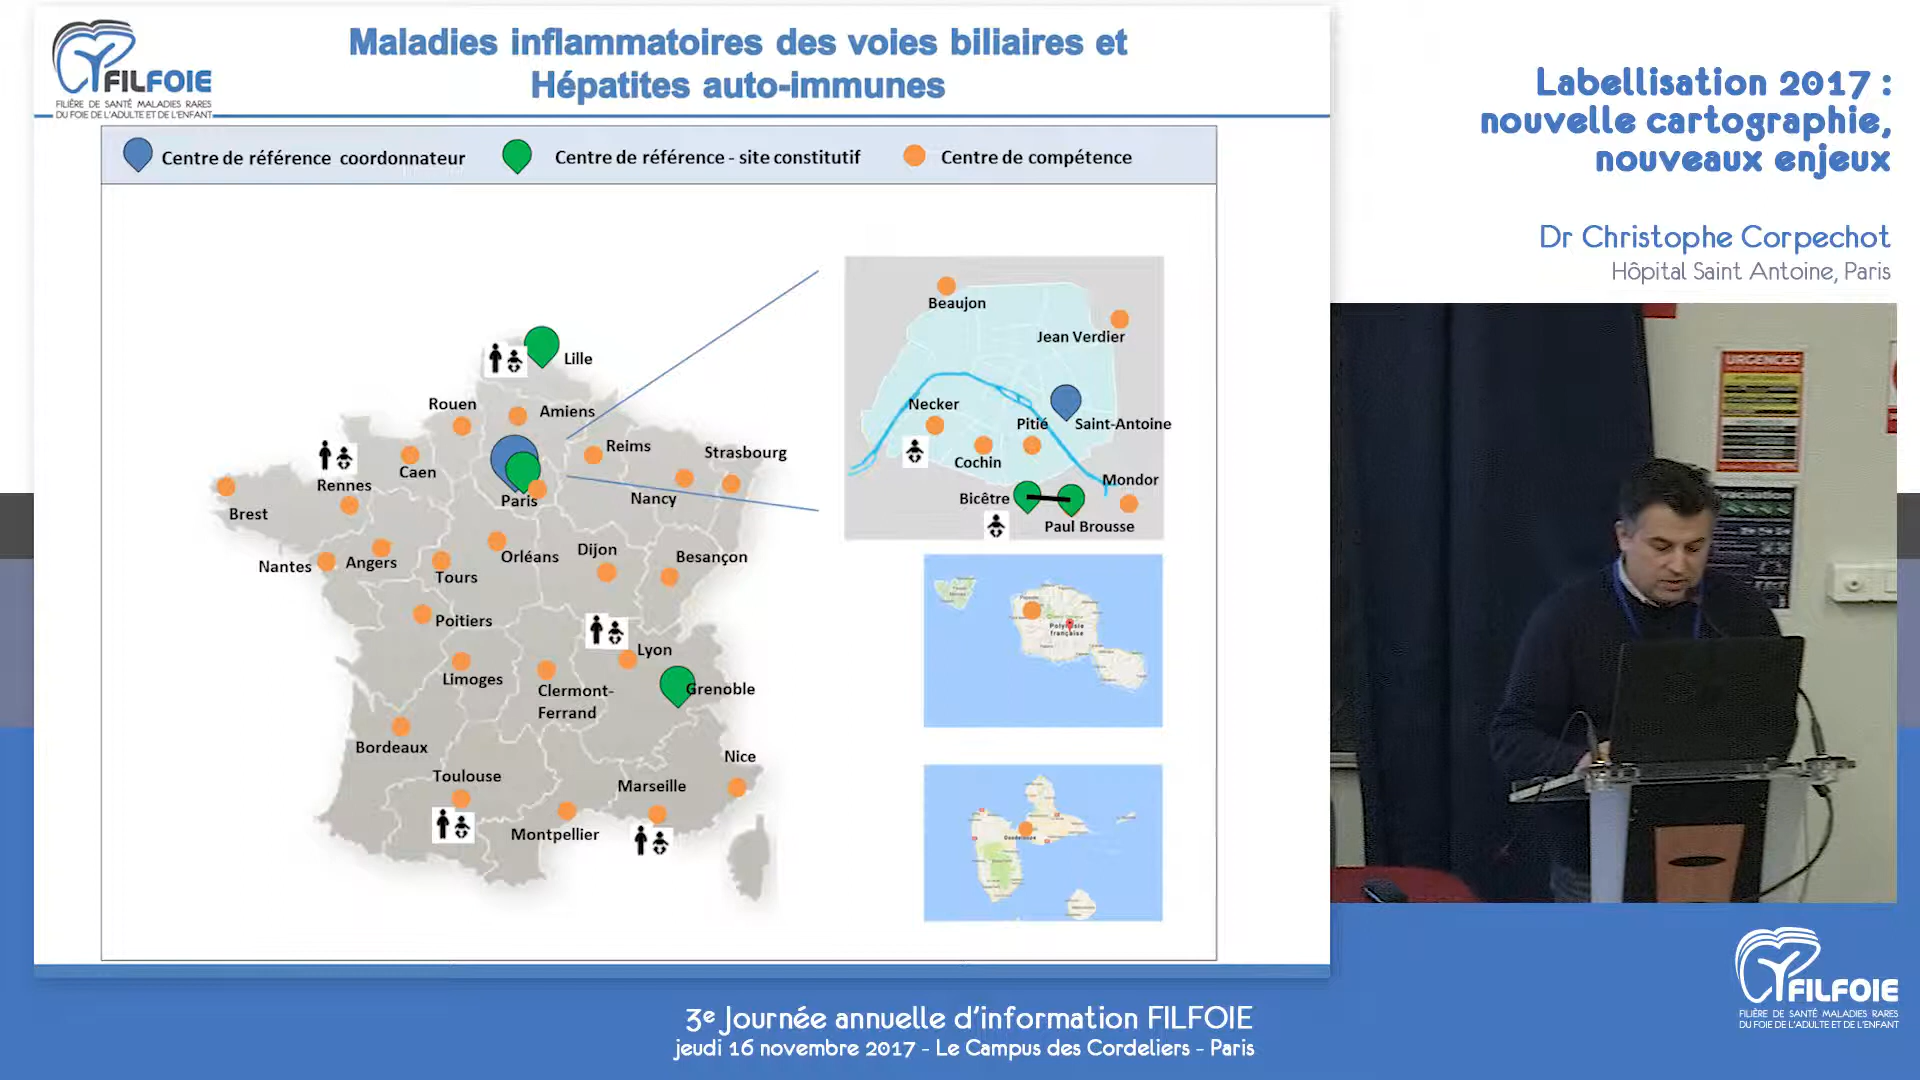 FILFOIE
FILIÈRE DE SANTÉ MALADIES RARES
DU FOIE DE L'ADULTE ET DE L'ENFANT
Maladies inflammatoires des voies biliaires et
Hépatites auto-immunes
Centre de référence coordonnateur
Centre de référence - site constitutif
Centre de compétence
Lille
Rouen
Amiens
Reims
Strasbourg
Caen
Rennes
Paris
Nancy
Brest
Nantes
Angers
Tours
Orléans
Dijon
Besançon
Poitiers
Lyon
Limoges
Clermont-
Ferrand
Grenoble
Bordeaux
Toulouse
Marseille
Nice
Montpellier
Beaujon
Jean Verdier
Necker
Pitié
Saint-Antoine
Cochin
Mondor
Bicêtre
Paul Brousse
Polynésie
française
Guadeloupe
Labellisation 2017 :
nouvelle cartographie,
nouveaux enjeux
Dr Christophe Corpechot
Hôpital Saint Antoine, Paris
URGENCES
évacuation
3e Journée annuelle d'information FILFOIE
jeudi 16 novembre 2017 - Le Campus des Cordeliers - Paris
FILFOIE
FILIÈRE DE SANTÉ MALADIES RARES
DU FOIE DE L'ADULTE ET DE L'ENFANT